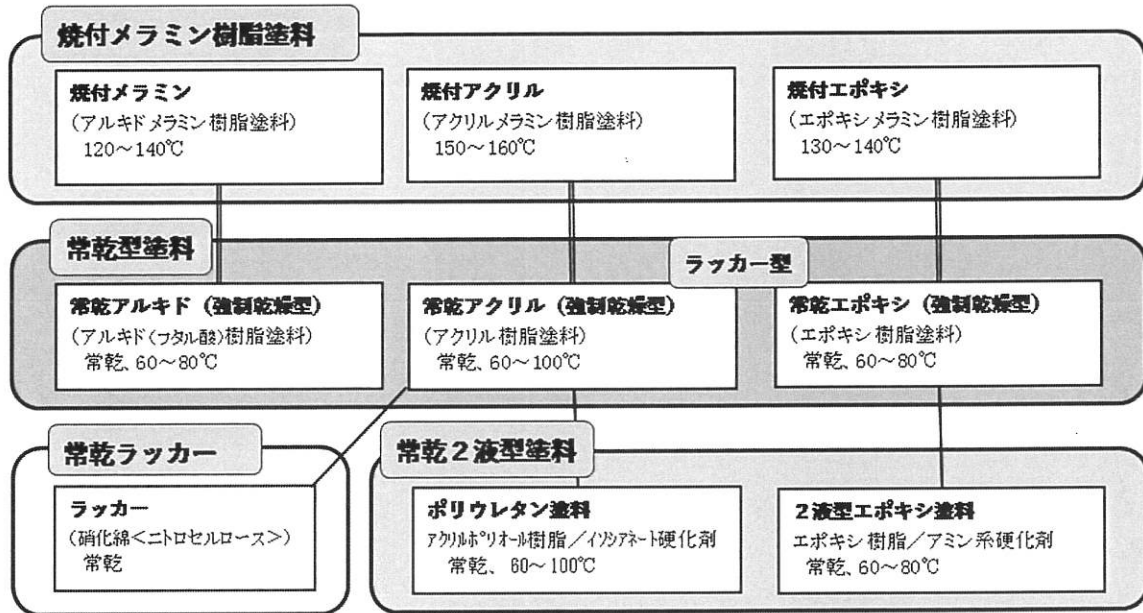 焼付メラミン樹脂塗料
焼付メラミン
（アルキドメラミン樹脂塗料）
120～140℃
焼付アクリル
（アクリルメラミン樹脂塗料）
150～160℃
焼付エポキシ
（エポキシメラミン樹脂塗料）
130～140℃
常乾型塗料
ラッカー型
常乾アルキド（強制乾燥型）
（アルキド〈フタル酸〉樹脂塗料）
常乾、60～80℃
常乾アクリル（強制乾燥型）
（アクリル樹脂塗料）
常乾、60～100℃
常乾エポキシ（強制乾燥型）
（エポキシ樹脂塗料）
常乾、60～80℃
常乾ラッカー
ラッカー
（硝化綿＜ニトロセルロース＞）
常乾
常乾２液型塗料
ポリウレタン塗料
アクリルポリオール樹脂／イソシアネート硬化剤
常乾、60～100℃
２液型エポキシ塗料
エポキシ樹脂／アミン系硬化剤
常乾、60～80℃